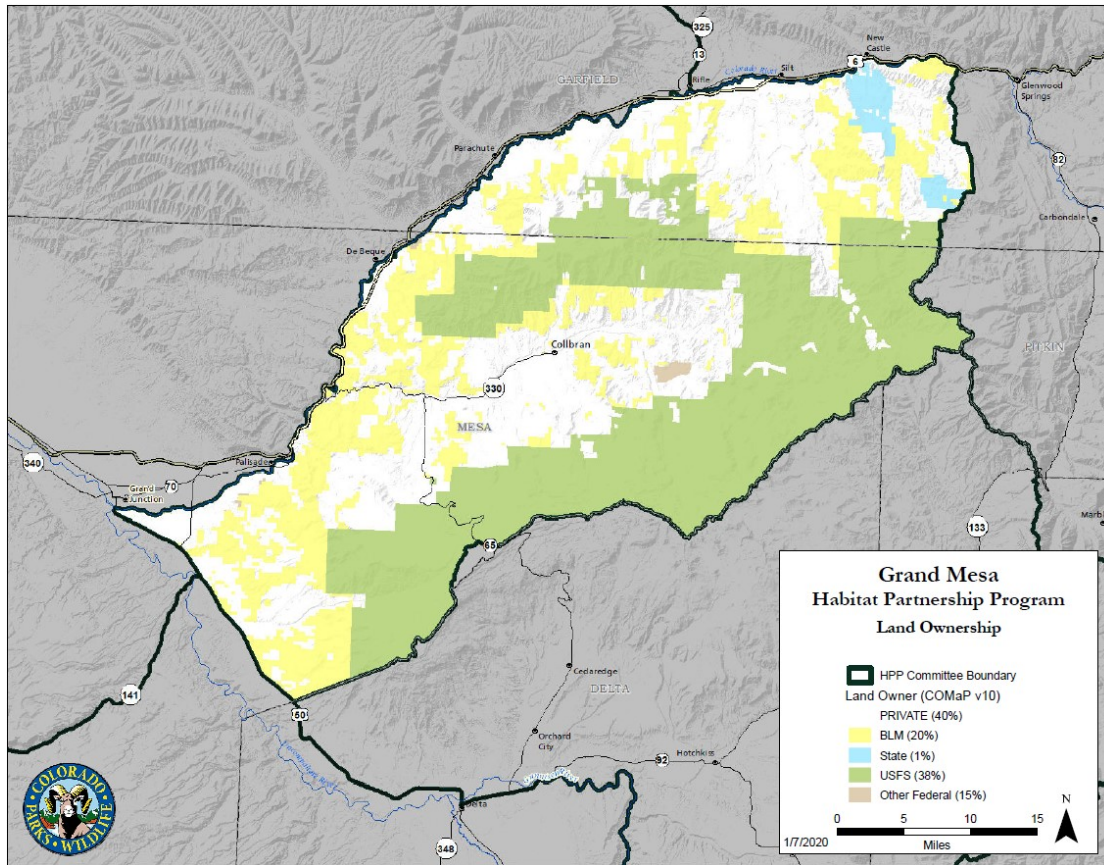 325
13
New
Castle
6
Colorado River
Silt
Rifle
GARFIELD
Glenwood
Springs
Parachute
82
Carbondale
De Beque
Collbran
PITKIN
330
MESA
340
Palisade
70
Grand
Junction
133
Marbl
65
Cedaredge
DELTA
141
50
Orchard
City
92
Hotchkiss
Delta
348
COLORADO
PARKS
WILDLIFE
Grand Mesa
Habitat Partnership Program
Land Ownership
HPP Committee Boundary
Land Owner (COMaP v10)
PRIVATE (40%)
BLM (20%)
State (1%)
USFS (38%)
Other Federal (15%)
N
0 5 10 15
1/7/2020
Miles